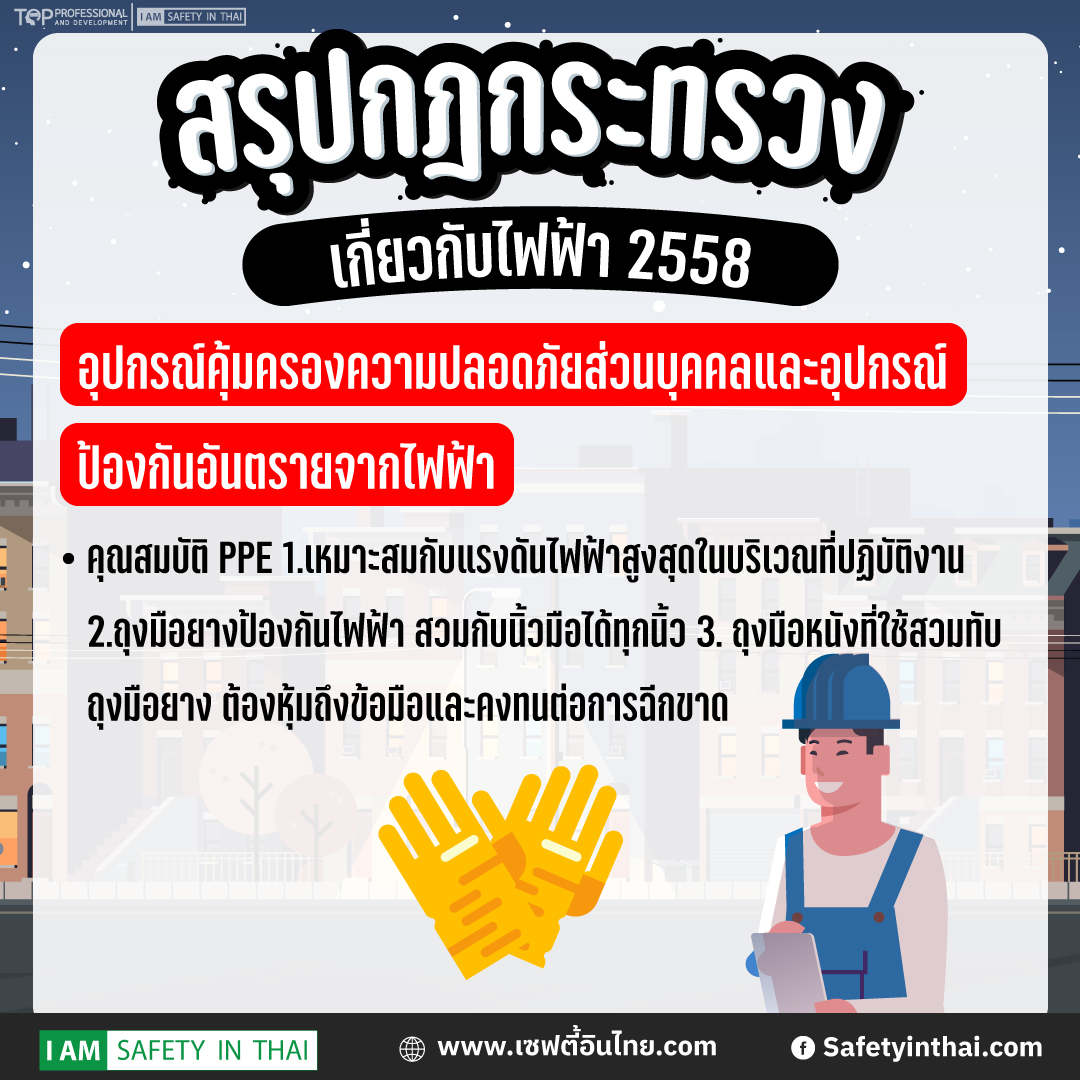 TOP PROFESSIONAL AND DEVELOPMENT | I AM SAFETY IN THAI
สรุปกฎกระทรวง
เกี่ยวกับไฟฟ้า 2558
อุปกรณ์คุ้มครองความปลอดภัยส่วนบุคคลและอุปกรณ์
ป้องกันอันตรายจากไฟฟ้า
• คุณสมบัติ PPE 1.เหมาะสมกับแรงดันไฟฟ้าสูงสุดในบริเวณที่ปฏิบัติงาน
2.ถุงมือยางป้องกันไฟฟ้า สวมกับนิ้วมือได้ทุกนิ้ว 3. ถุงมือหนังที่ใช้สวมทับ
ถุงมือยาง ต้องหุ้มถึงข้อมือและคงทนต่อการฉีกขาด
I AM SAFETY IN THAI www.เซฟตี้อินไทย.com Safetyinthai.com